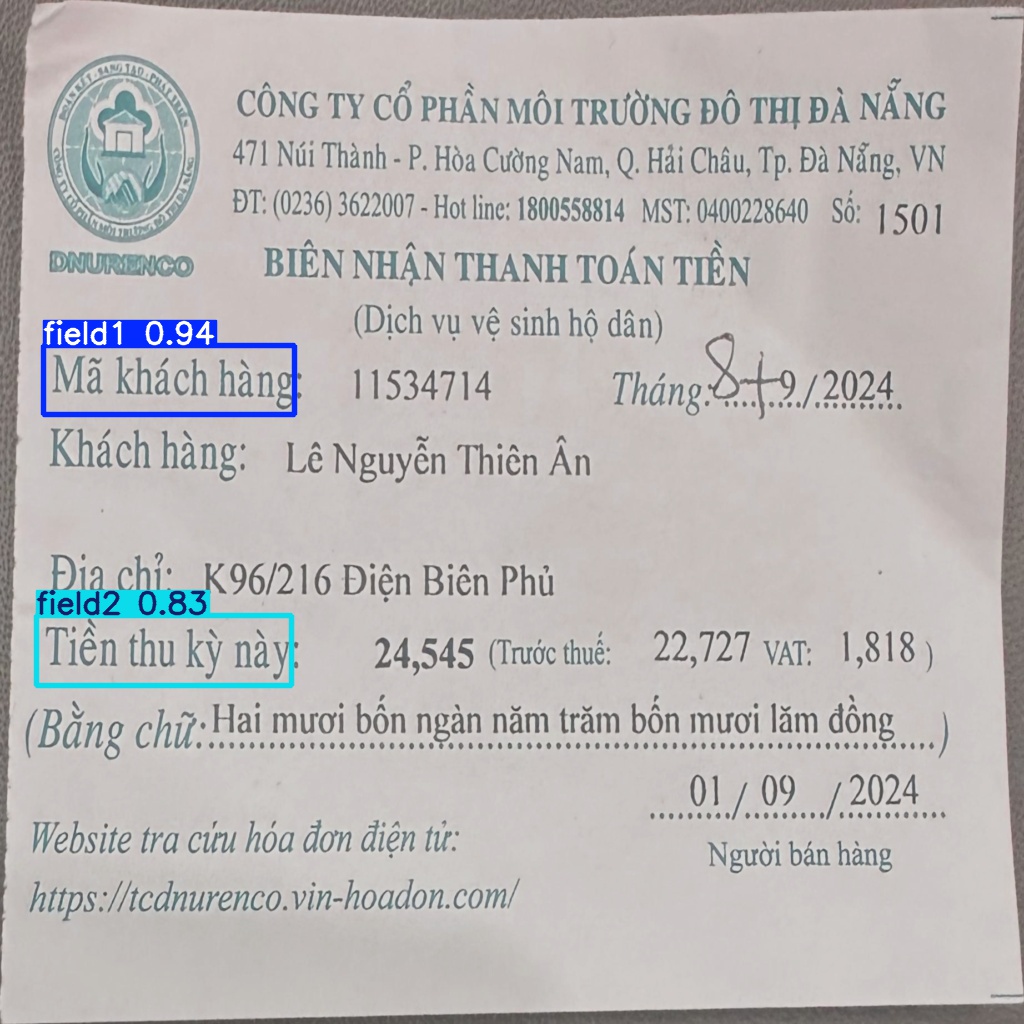 CÔNG TY CỔ PHẦN MÔI TRƯỜNG ĐÔ THỊ ĐÀ NẴNG
471 Núi Thành - P. Hòa Cường Nam, Q. Hải Châu, Tp. Đà Nẵng, VN
ĐT: (0236) 3622007 - Hot line: 1800558814 MST: 0400228640 Số: 1501
DNURENCO
BIÊN NHẬN THANH TOÁN TIỀN
(Dịch vụ vệ sinh hộ dân)
field1 0.94
Mã khách hàng: 11534714 Tháng: 8+9/2024
Khách hàng: Lê Nguyễn Thiên Ân
Địa chỉ: K96/216 Điện Biên Phủ
field2 0.83
Tiền thu kỳ này: 24,545 (Trước thuế: 22,727 VAT: 1,818 )
(Bằng chữ: Hai mươi bốn ngàn năm trăm bốn mươi lăm đồng )
01 / 09 / 2024
Người bán hàng
Website tra cứu hóa đơn điện tử:
https://tcdnurenco.vin-hoadon.com/